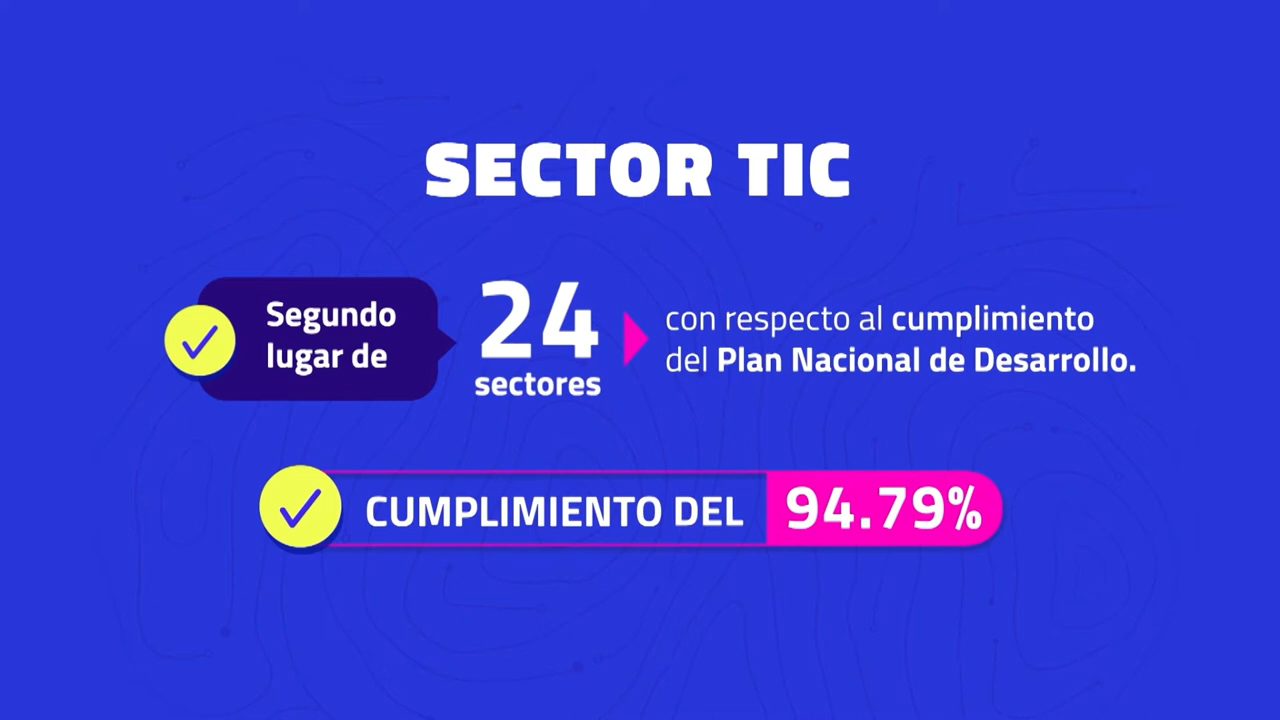 SECTOR TIC
Segundo
lugar de
24
sectores
con respecto al cumplimiento
del Plan Nacional de Desarrollo.
CUMPLIMIENTO DEL 94.79%